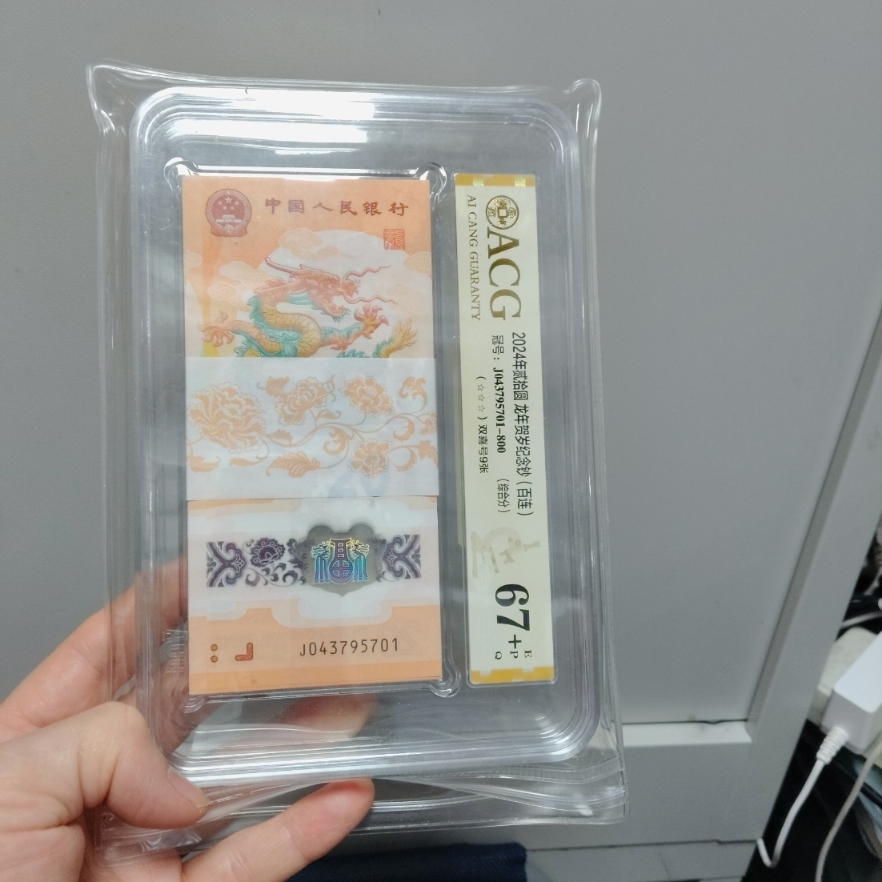 中国人民银行
J043795701
ACG
AI CANG GUARANTY
2024年贰拾圆 龙年贺岁纪念钞（百连）
冠号：J043795701-800
（☆☆☆）双喜号9张
（综合分）
67+
E
P
Q